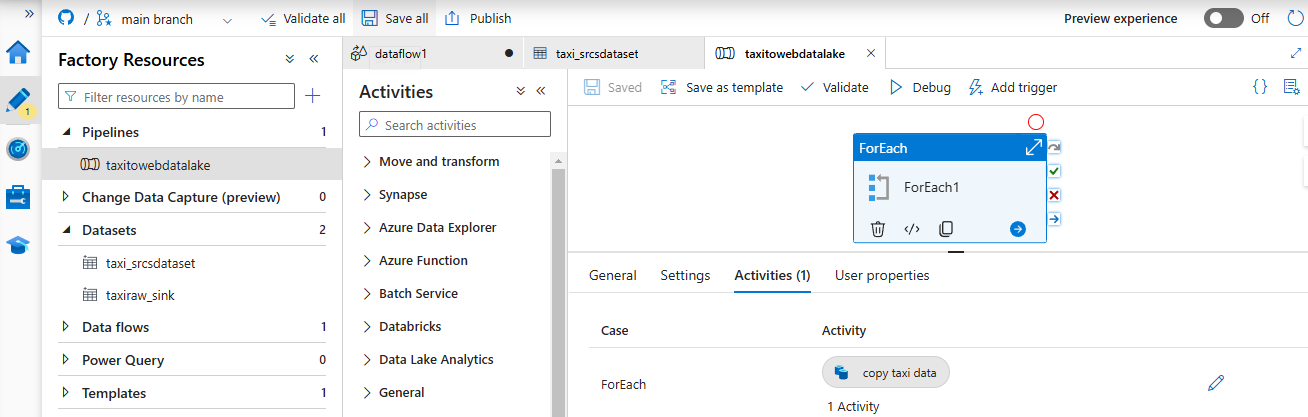 / main branch Validate all Save all Publish Preview experience Off
Factory Resources
Filter resources by name
Pipelines 1
taxitowebdatalake
Change Data Capture (preview) 0
Datasets 2
taxi_srcsdataset
taxiraw_sink
Data flows 1
Power Query 0
Templates 1
1
dataflow1 taxi_srcsdataset taxitowebdatalake
Activities
Search activities
Move and transform
Synapse
Azure Data Explorer
Azure Function
Batch Service
Databricks
Data Lake Analytics
General
Saved Save as template Validate Debug Add trigger {}
ForEach
ForEach1
</>
General Settings Activities (1) User properties
Case Activity
copy taxi data
ForEach
1 Activity